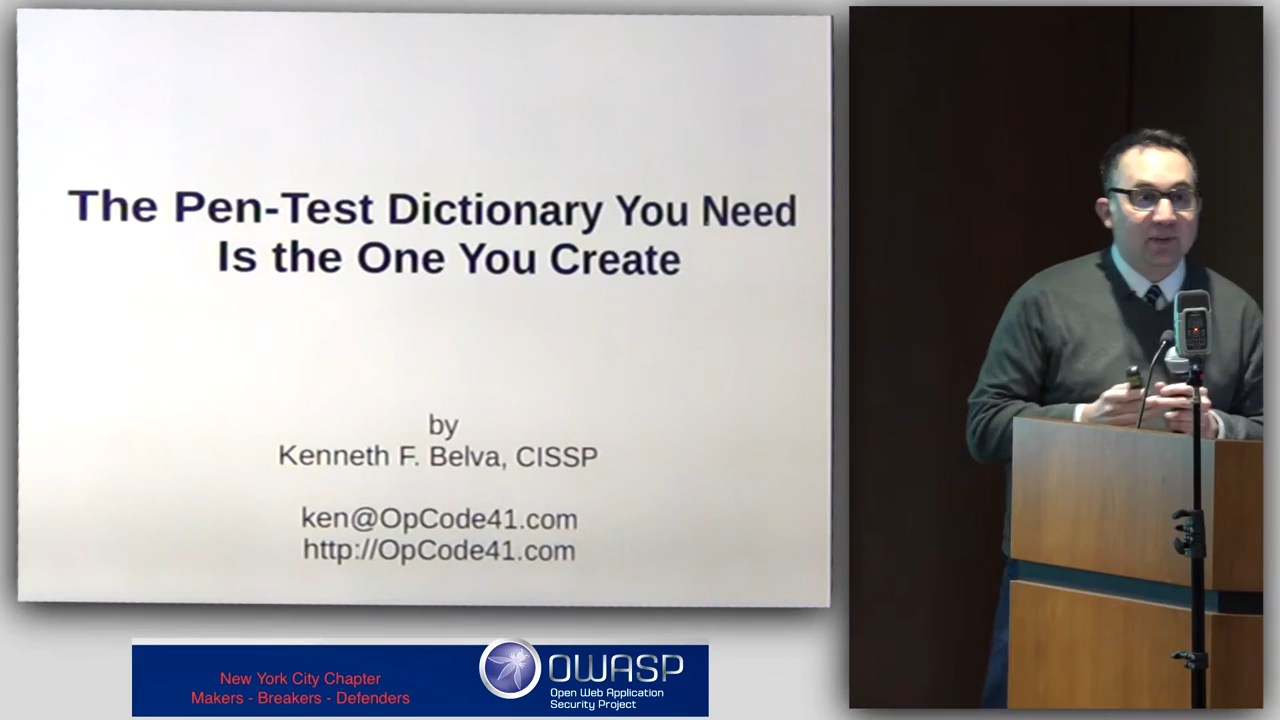 The Pen-Test Dictionary You Need
Is the One You Create
by
Kenneth F. Belva, CISSP
ken@OpCode41.com
http://OpCode41.com
New York City Chapter
Makers - Breakers - Defenders
OWASP
Open Web Application
Security Project